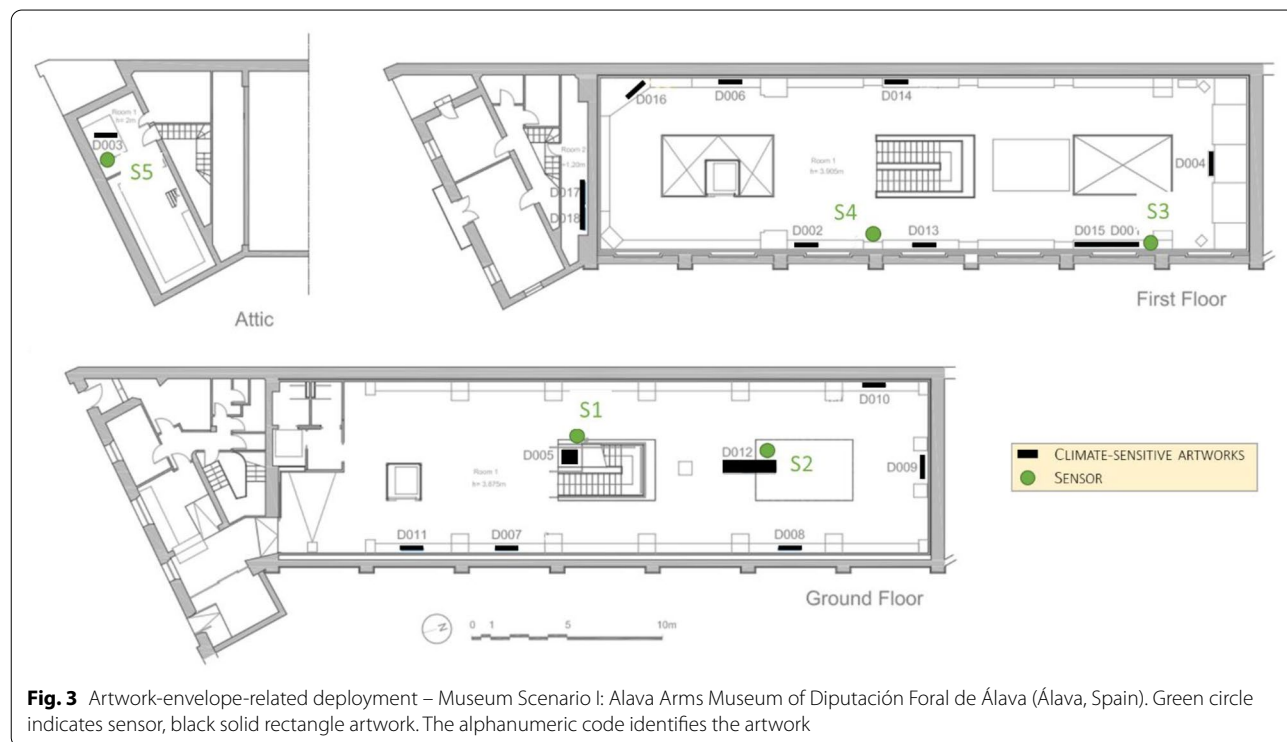 Room 1
h= 2m
D003
S5
Attic
D016
D006
D014
Room 2
D017
D018
Room 1
h= 3.905m
D004
S4
S3
D002
D013
D015
First Floor
D010
S1
D005
D012
S2
D009
Room 1
h= 3.875m
D011
D007
D008
Ground Floor
N
0 1 5 10m
CLIMATE-SENSITIVE ARTWORKS
SENSOR
Fig. 3 Artwork-envelope-related deployment – Museum Scenario I: Alava Arms Museum of Diputación Foral de Álava (Álava, Spain). Green circle
indicates sensor, black solid rectangle artwork. The alphanumeric code identifies the artwork